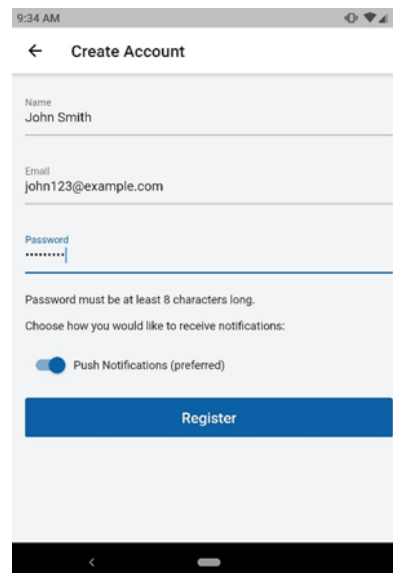 9:34 AM
Create Account
Name
John Smith
Email
john123@example.com
Password
•••••••••
Password must be at least 8 characters long.
Choose how you would like to receive notifications:
Push Notifications (preferred)
Register